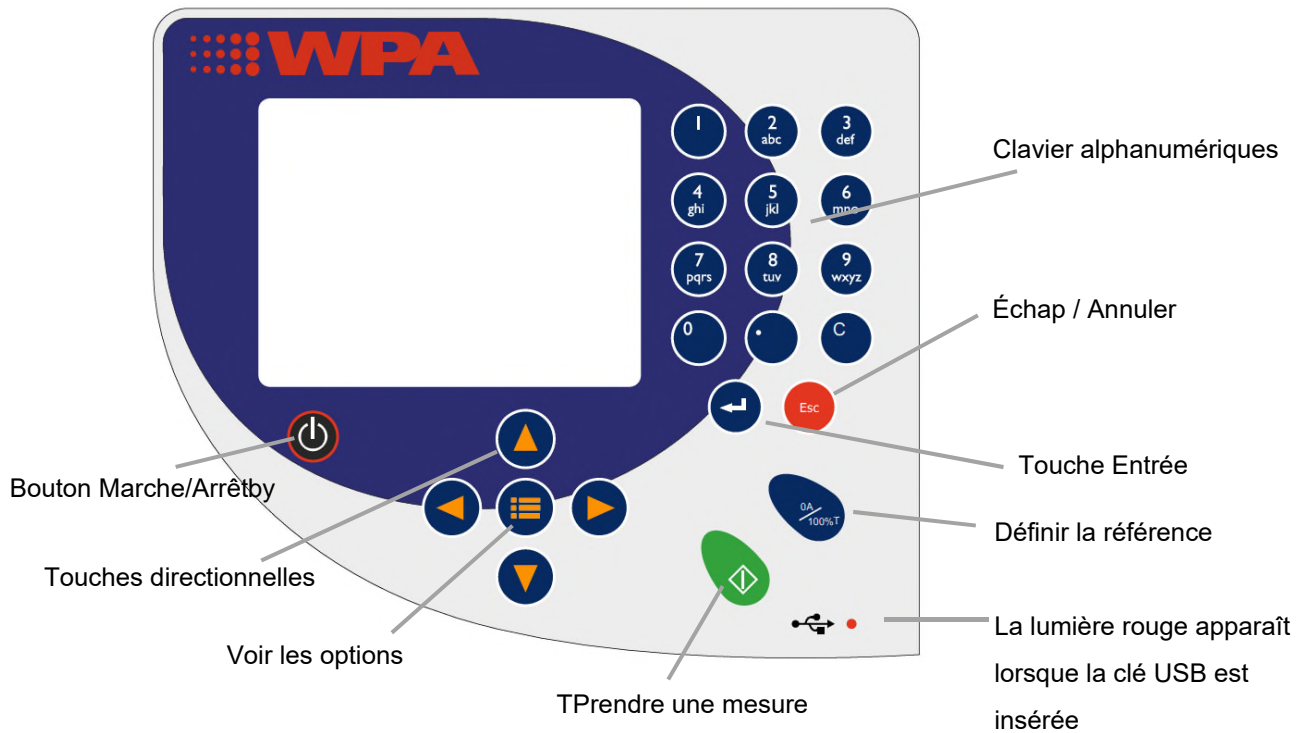 WPA
1
2
abc
3
def
4
ghi
5
jkl
6
mno
7
pqrs
8
tuv
9
wxyz
0
.
C
Esc
0A/100%T
Clavier alphanumériques
Échap / Annuler
Touche Entrée
Définir la référence
La lumière rouge apparaît
lorsque la clé USB est
insérée
Bouton Marche/Arrêtby
Touches directionnelles
Voir les options
TPrendre une mesure